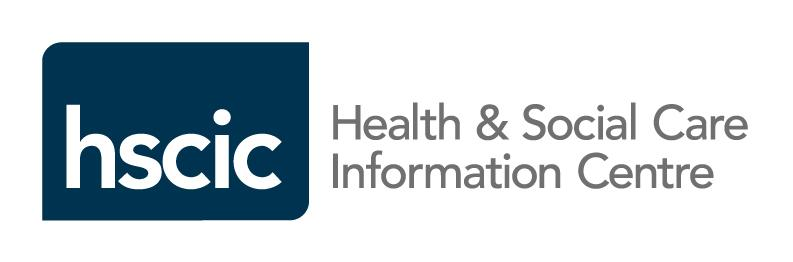 hscic
Health & Social Care
Information Centre